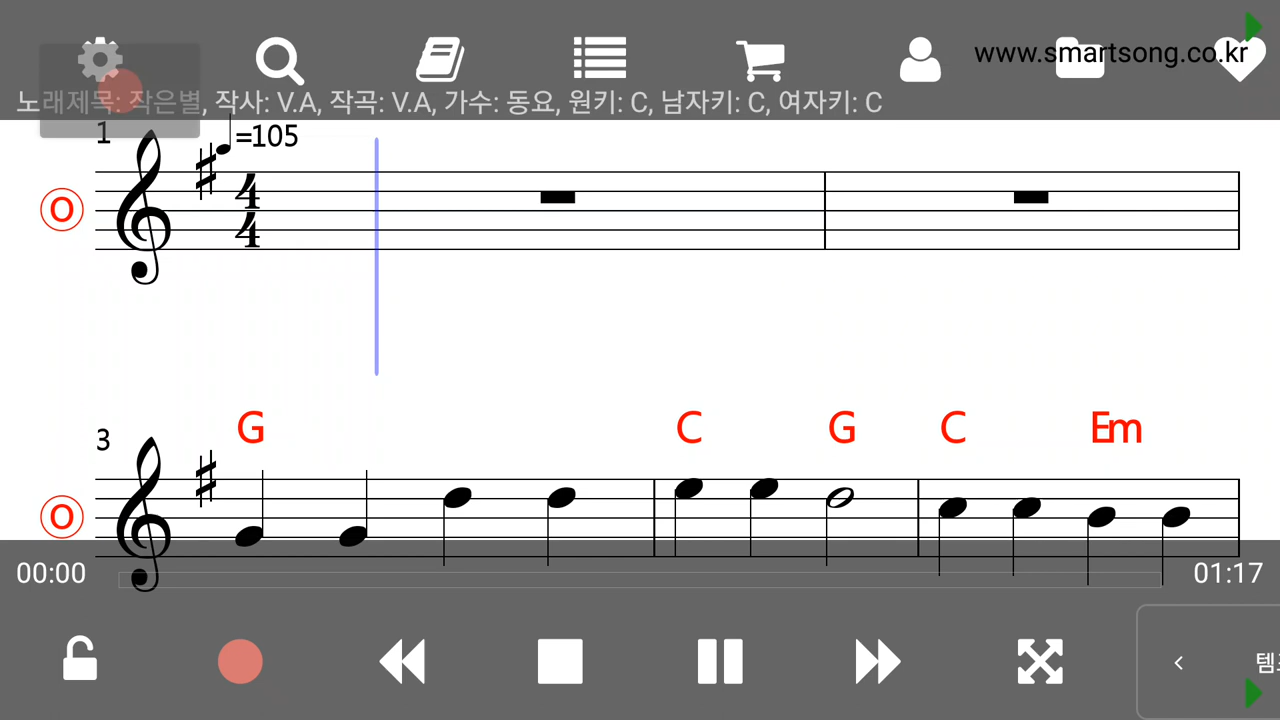 www.smartsong.co.kr
노래제목: 작은별, 작사: V.A, 작곡: V.A, 가수: 동요, 원키: C, 남자키: C, 여자키: C
1 =105
4
4
O
G C G C Em
3
O
00:00 01:17